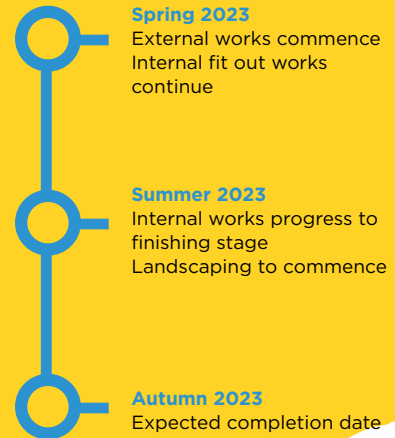 Spring 2023
External works commence
Internal fit out works
continue
Summer 2023
Internal works progress to
finishing stage
Landscaping to commence
Autumn 2023
Expected completion date